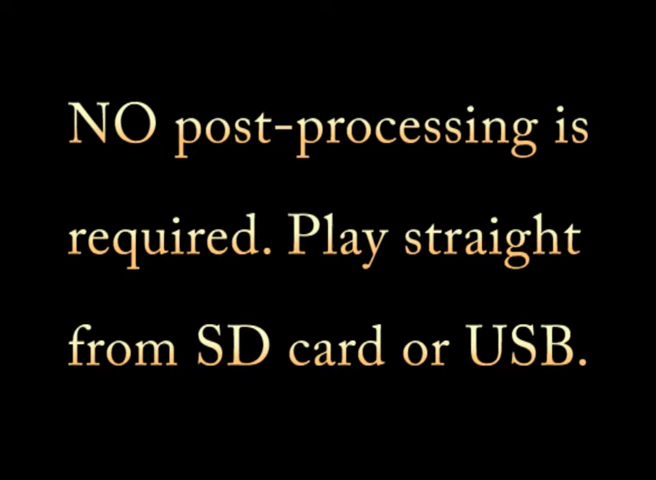 NO post-processing is
required. Play straight
from SD card or USB.